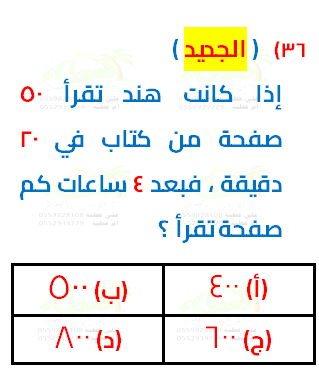 ٣٦) ( الجديد )
إذا كانت هند تقرأ ٥٠
صفحة من كتاب في ٢٠
دقيقة ، فبعد ٤ ساعات كم
صفحة تقرأ ؟
(أ) ٤٠٠
(ب) ٥٠٠
(ج) ٦٠٠
(د) ٨٠٠